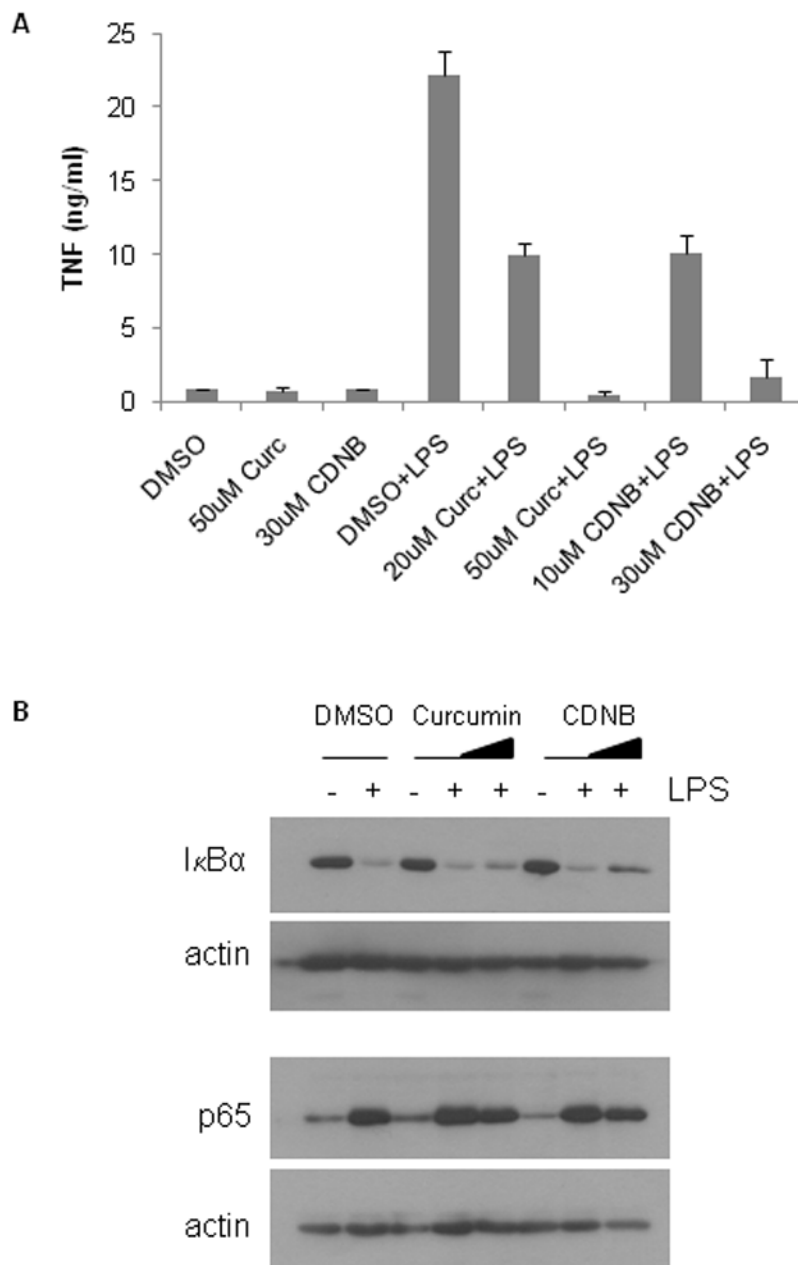 A
25
20
15
10
5
0
TNF (ng/ml)
DMSO
50uM Curc
30uM CDNB
DMSO+LPS
20uM Curc+LPS
50uM Curc+LPS
10uM CDNB+LPS
30uM CDNB+LPS
B
DMSO Curcumin CDNB
- + - + + - + + LPS
IκBα
actin
p65
actin